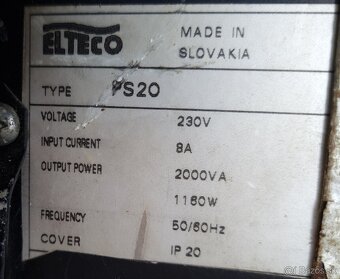 ELTECO
MADE IN
SLOVAKIA
TYPE PS20
VOLTAGE 230V
INPUT CURRENT 8A
OUTPUT POWER 2000VA
1160W
FREQUENCY 50/60Hz
COVER IP 20